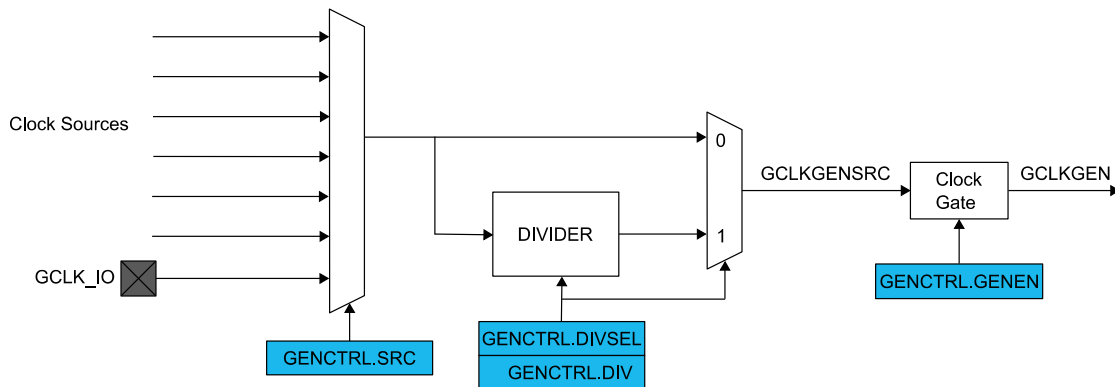 Clock Sources
GCLK_IO
GENCTRL.SRC
DIVIDER
GENCTRL.DIVSEL
GENCTRL.DIV
0
1
GCLKGENSRC
Clock
Gate
GCLKGEN
GENCTRL.GENEN